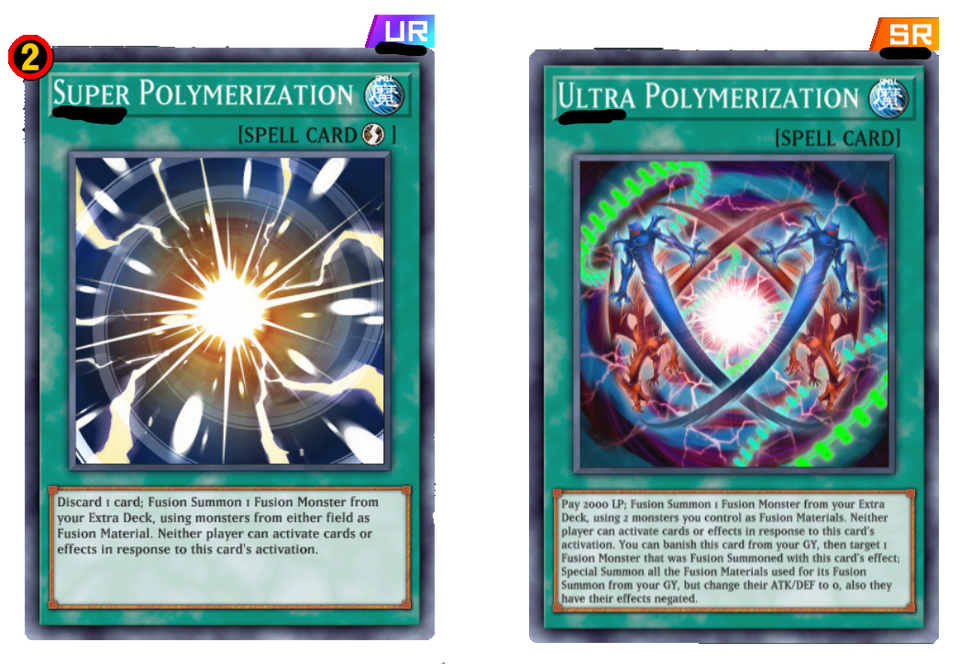 UR
2
SUPER POLYMERIZATION
SPELL
魔
[SPELL CARD ]
Discard 1 card; Fusion Summon 1 Fusion Monster from
your Extra Deck, using monsters from either field as
Fusion Material. Neither player can activate cards or
effects in response to this card's activation.
SR
ULTRA POLYMERIZATION
SPELL
魔
[SPELL CARD]
Pay 2000 LP; Fusion Summon 1 Fusion Monster from your Extra
Deck, using 2 monsters you control as Fusion Materials. Neither
player can activate cards or effects in response to this card's
activation. You can banish this card from your GY, then target 1
Fusion Monster that was Fusion Summoned with this card's effect;
Special Summon all the Fusion Materials used for its Fusion
Summon from your GY, but change their ATK/DEF to 0, also they
have their effects negated.